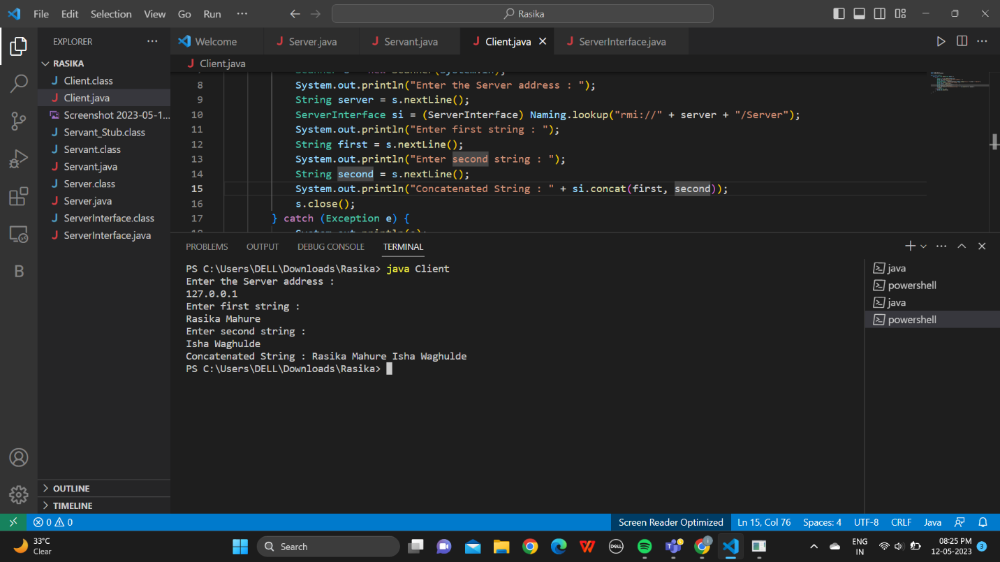 File Edit Selection View Go Run ··· Rasika
EXPLORER ···
RASIKA
Client.class
Client.java
Screenshot 2023-05-1...
Servant_Stub.class
Servant.class
Servant.java
Server.class
Server.java
ServerInterface.class
ServerInterface.java
B
OUTLINE
TIMELINE
Welcome Server.java Servant.java Client.java ServerInterface.java
Client.java
8 System.out.println("Enter the Server address : ");
9 String server = s.nextLine();
10 ServerInterface si = (ServerInterface) Naming.lookup("rmi://" + server + "/Server");
11 System.out.println("Enter first string : ");
12 String first = s.nextLine();
13 System.out.println("Enter second string : ");
14 String second = s.nextLine();
15 System.out.println("Concatenated String : " + si.concat(first, second));
16 s.close();
17 } catch (Exception e) {
PROBLEMS OUTPUT DEBUG CONSOLE TERMINAL
PS C:\Users\DELL\Downloads\Rasika> java Client
Enter the Server address :
127.0.0.1
Enter first string :
Rasika Mahure
Enter second string :
Isha Waghulde
Concatenated String : Rasika Mahure Isha Waghulde
PS C:\Users\DELL\Downloads\Rasika>
java
powershell
java
powershell
0 0 Screen Reader Optimized Ln 15, Col 76 Spaces: 4 UTF-8 CRLF Java
33°C
Clear
Search
DELL
ENG
IN
08:25 PM
12-05-2023
3